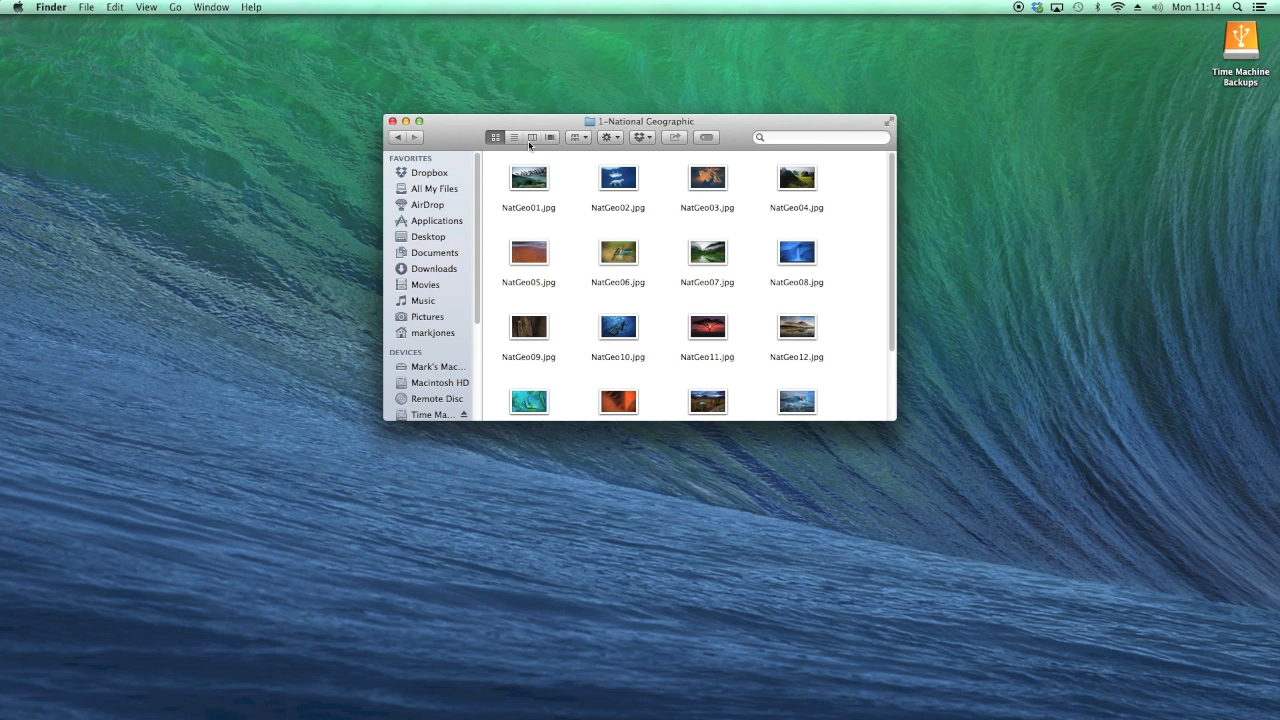 Finder File Edit View Go Window Help Mon 11:14
Time Machine
Backups
1-National Geographic
FAVORITES
Dropbox
All My Files
AirDrop
Applications
Desktop
Documents
Downloads
Movies
Music
Pictures
markjones
DEVICES
Mark's Mac...
Macintosh HD
Remote Disc
Time Ma...
NatGeo01.jpg NatGeo02.jpg NatGeo03.jpg NatGeo04.jpg
NatGeo05.jpg NatGeo06.jpg NatGeo07.jpg NatGeo08.jpg
NatGeo09.jpg NatGeo10.jpg NatGeo11.jpg NatGeo12.jpg